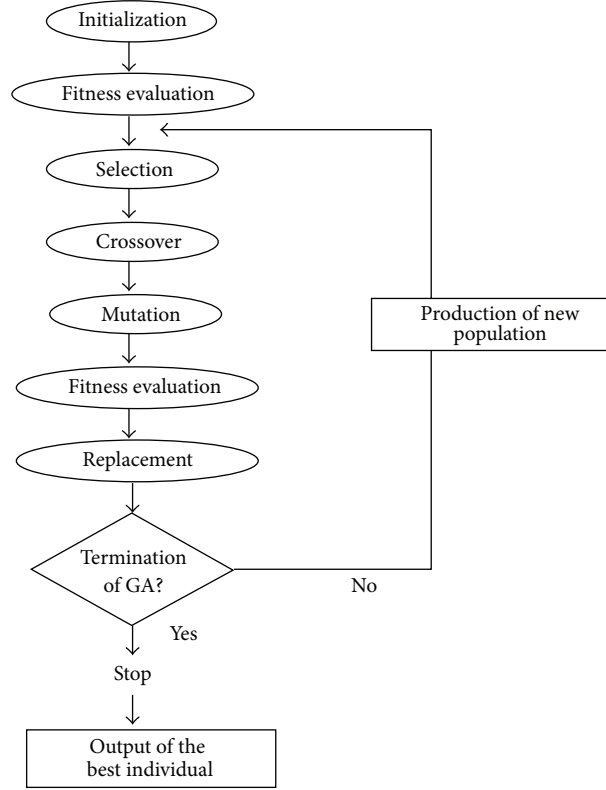 Initialization
Fitness evaluation
Selection
Crossover
Mutation
Production of new
population
Fitness evaluation
Replacement
Termination
of GA?
No
Yes
Stop
Output of the
best individual